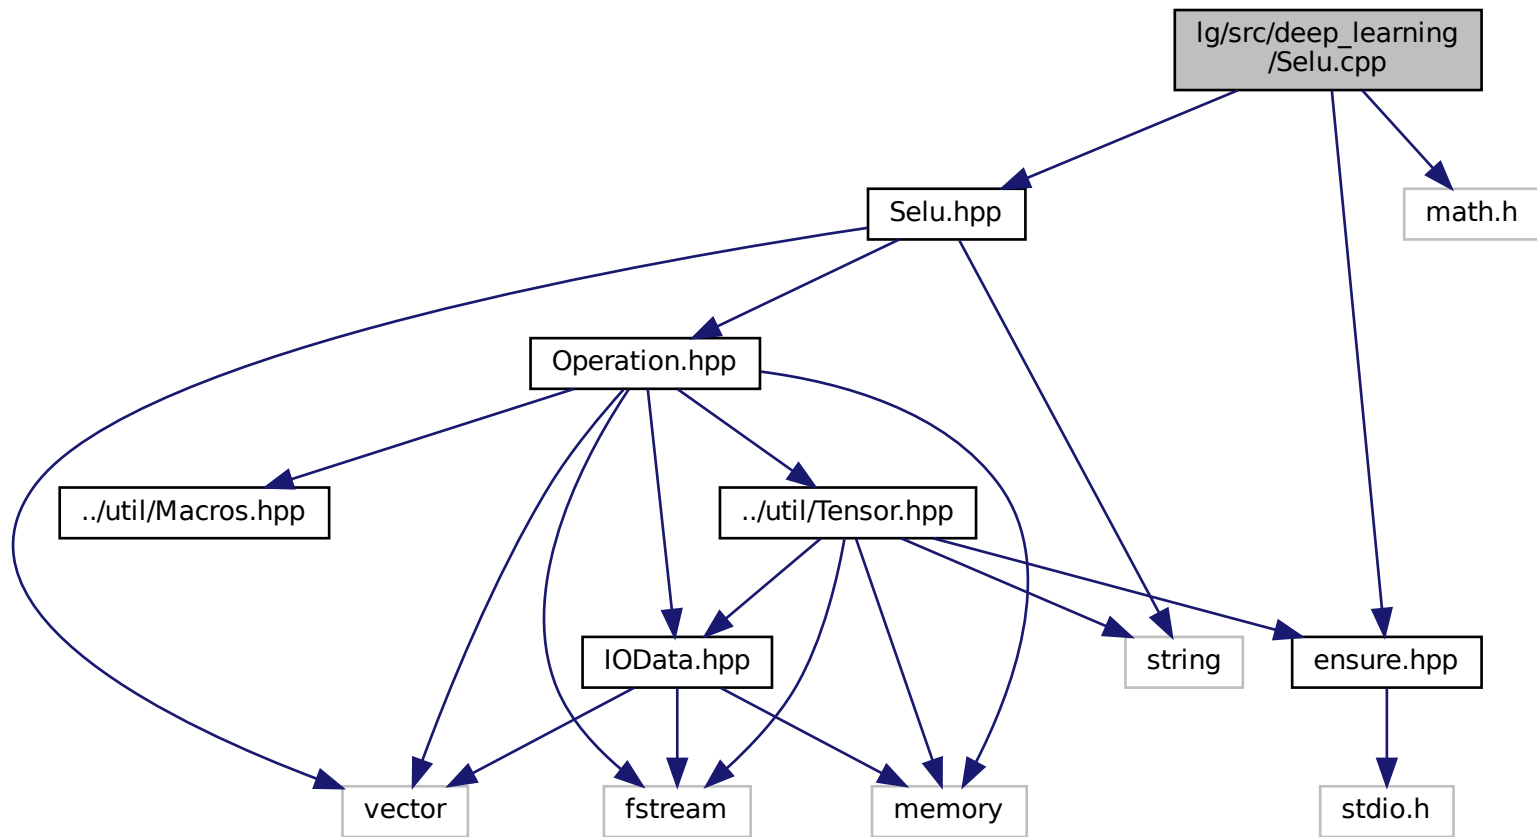 lg/src/deep_learning
/Selu.cpp
Selu.hpp
math.h
Operation.hpp
../util/Macros.hpp
../util/Tensor.hpp
IOData.hpp
string
ensure.hpp
vector
fstream
memory
stdio.h